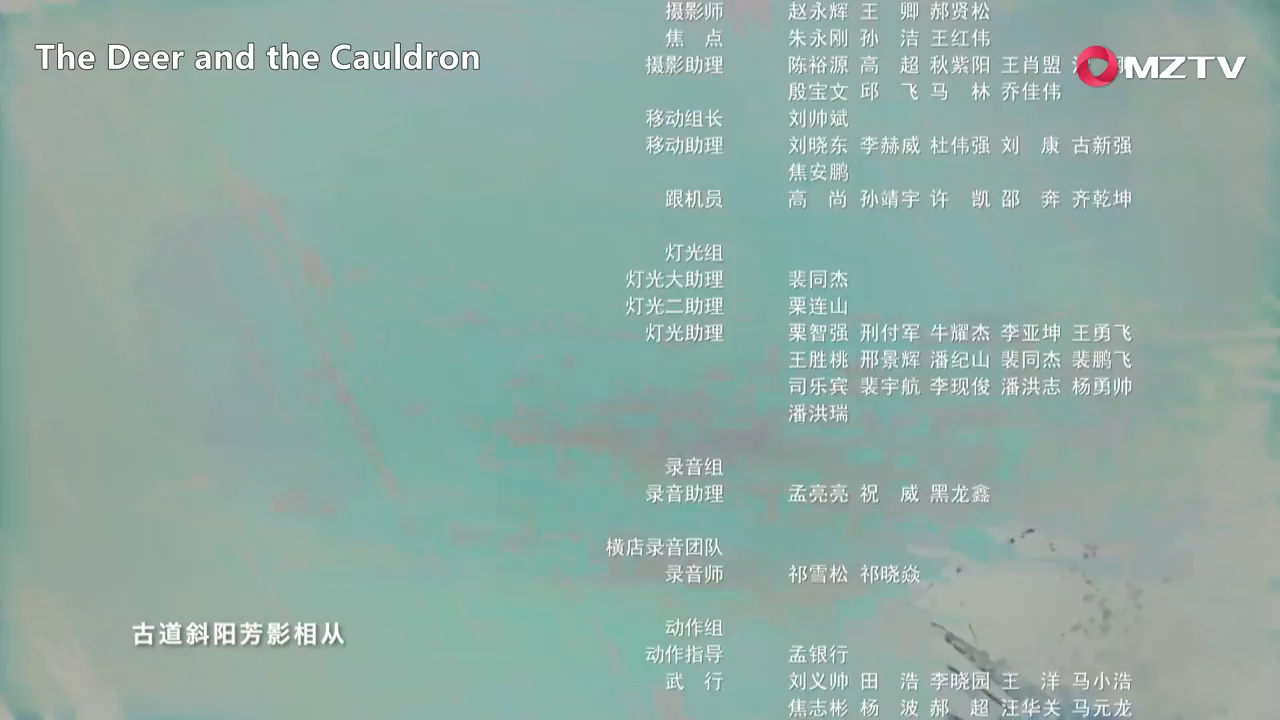 The Deer and the Cauldron
MZTV
摄影师 赵永辉 王 卿 郝贤松
焦 点 朱永刚 孙 洁 王红伟
摄影助理 陈裕源 高 超 秋紫阳 王肖盟
殷宝文 邱 飞 马 林 乔佳伟
移动组长 刘帅斌
移动助理 刘晓东 李赫威 杜伟强 刘 康 古新强
焦安鹏
跟机员 高 尚 孙靖宇 许 凯 邵 奔 齐乾坤
灯光组
灯光大助理 裴同杰
灯光二助理 栗连山
灯光助理 栗智强 刑付军 牛耀杰 李亚坤 王勇飞
王胜桃 邢景辉 潘纪山 裴同杰 裴鹏飞
司乐宾 裴宇航 李现俊 潘洪志 杨勇帅
潘洪瑞
录音组
录音助理 孟亮亮 祝 威 黑龙鑫
横店录音团队
录音师 祁雪松 祁晓焱
动作组
动作指导 孟银行
武 行 刘义帅 田 浩 李晓园 王 洋 马小浩
焦志彬 杨 波 郝 超 汪华关 马元龙
古道斜阳芳影相从